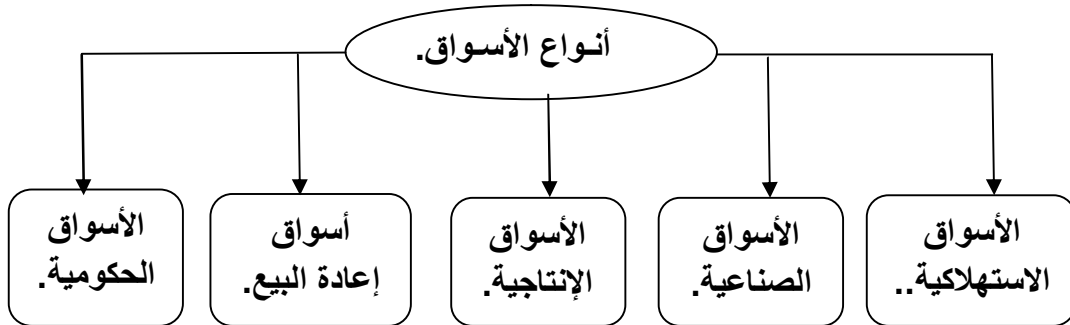 أنـواع الأسـواق.
الأسواق
الاستهلاكية..
الأسواق
الصناعية.
الأسواق
الإنتاجية.
أسواق
إعادة البيع.
الأسواق
الحكومية.